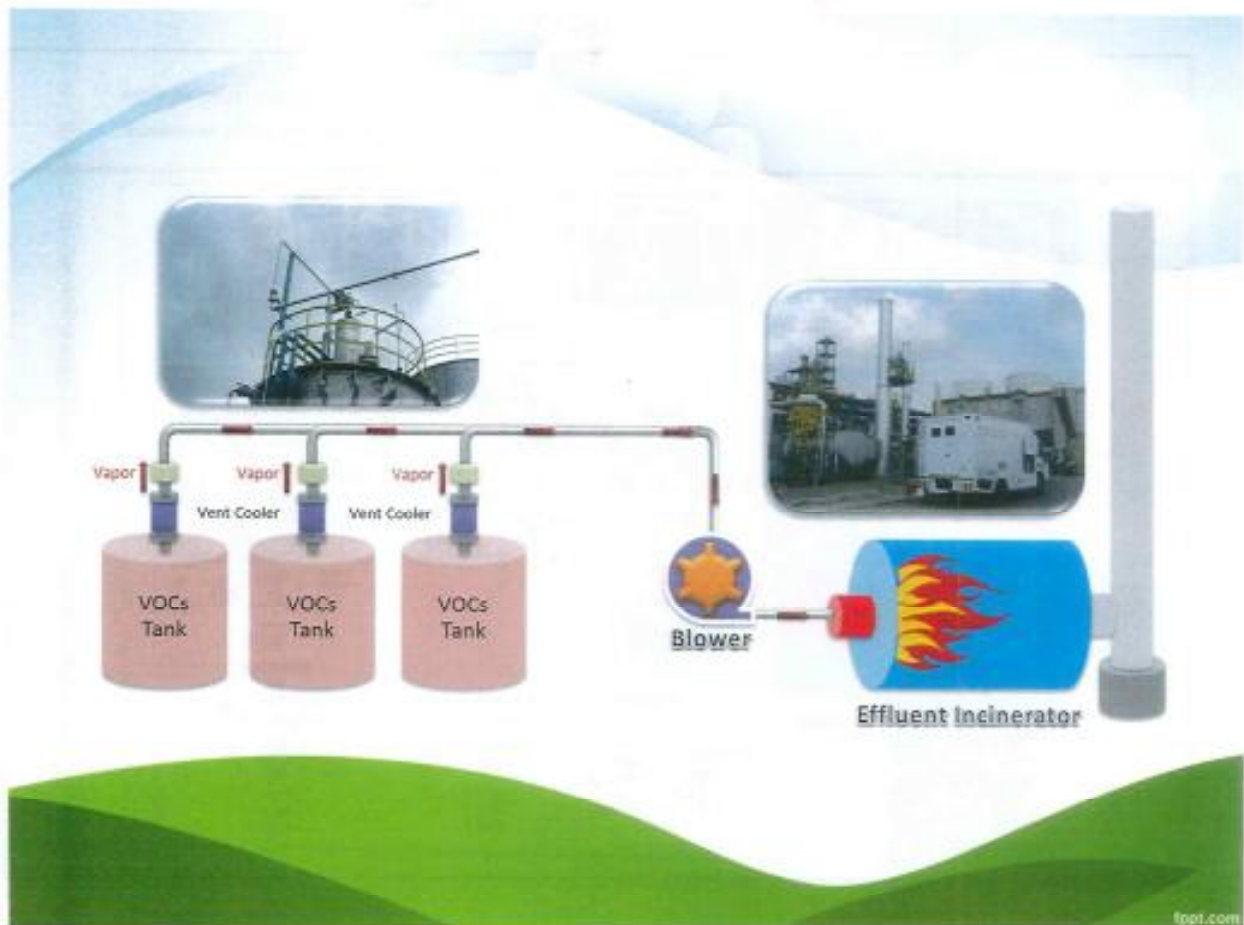 Vapor
Vapor
Vapor
Vent Cooler
Vent Cooler
VOCs
Tank
VOCs
Tank
VOCs
Tank
Blower
Effluent Incinerator
fppt.com